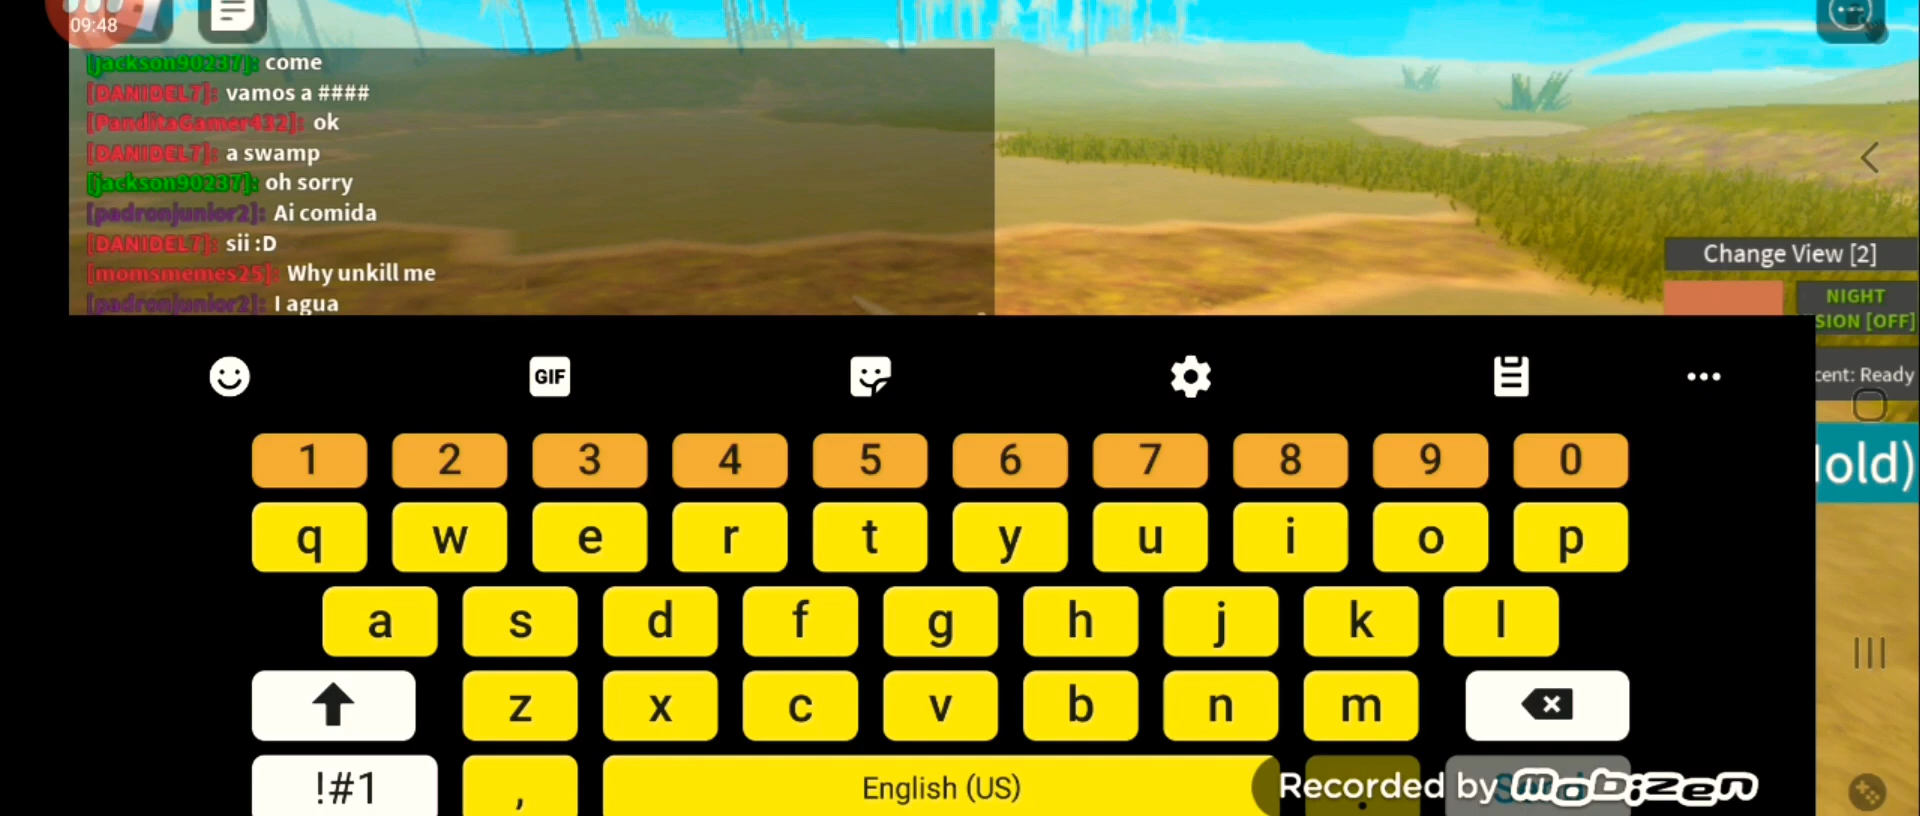 09:48
[jackson90237]: come
[DANIDEL7]: vamos a ####
[PanditaGamer432]: ok
[DANIDEL7]: a swamp
[jackson90237]: oh sorry
[padronjunior2]: Ai comida
[DANIDEL7]: sii :D
[momsmemes25]: Why unkill me
[padronjunior2]: I agua
Change View [2]
NIGHT
SION [OFF]
cent: Ready
old)
GIF
1 2 3 4 5 6 7 8 9 0
q w e r t y u i o p
a s d f g h j k l
z x c v b n m
!#1 , English (US) .
Recorded by mobizen